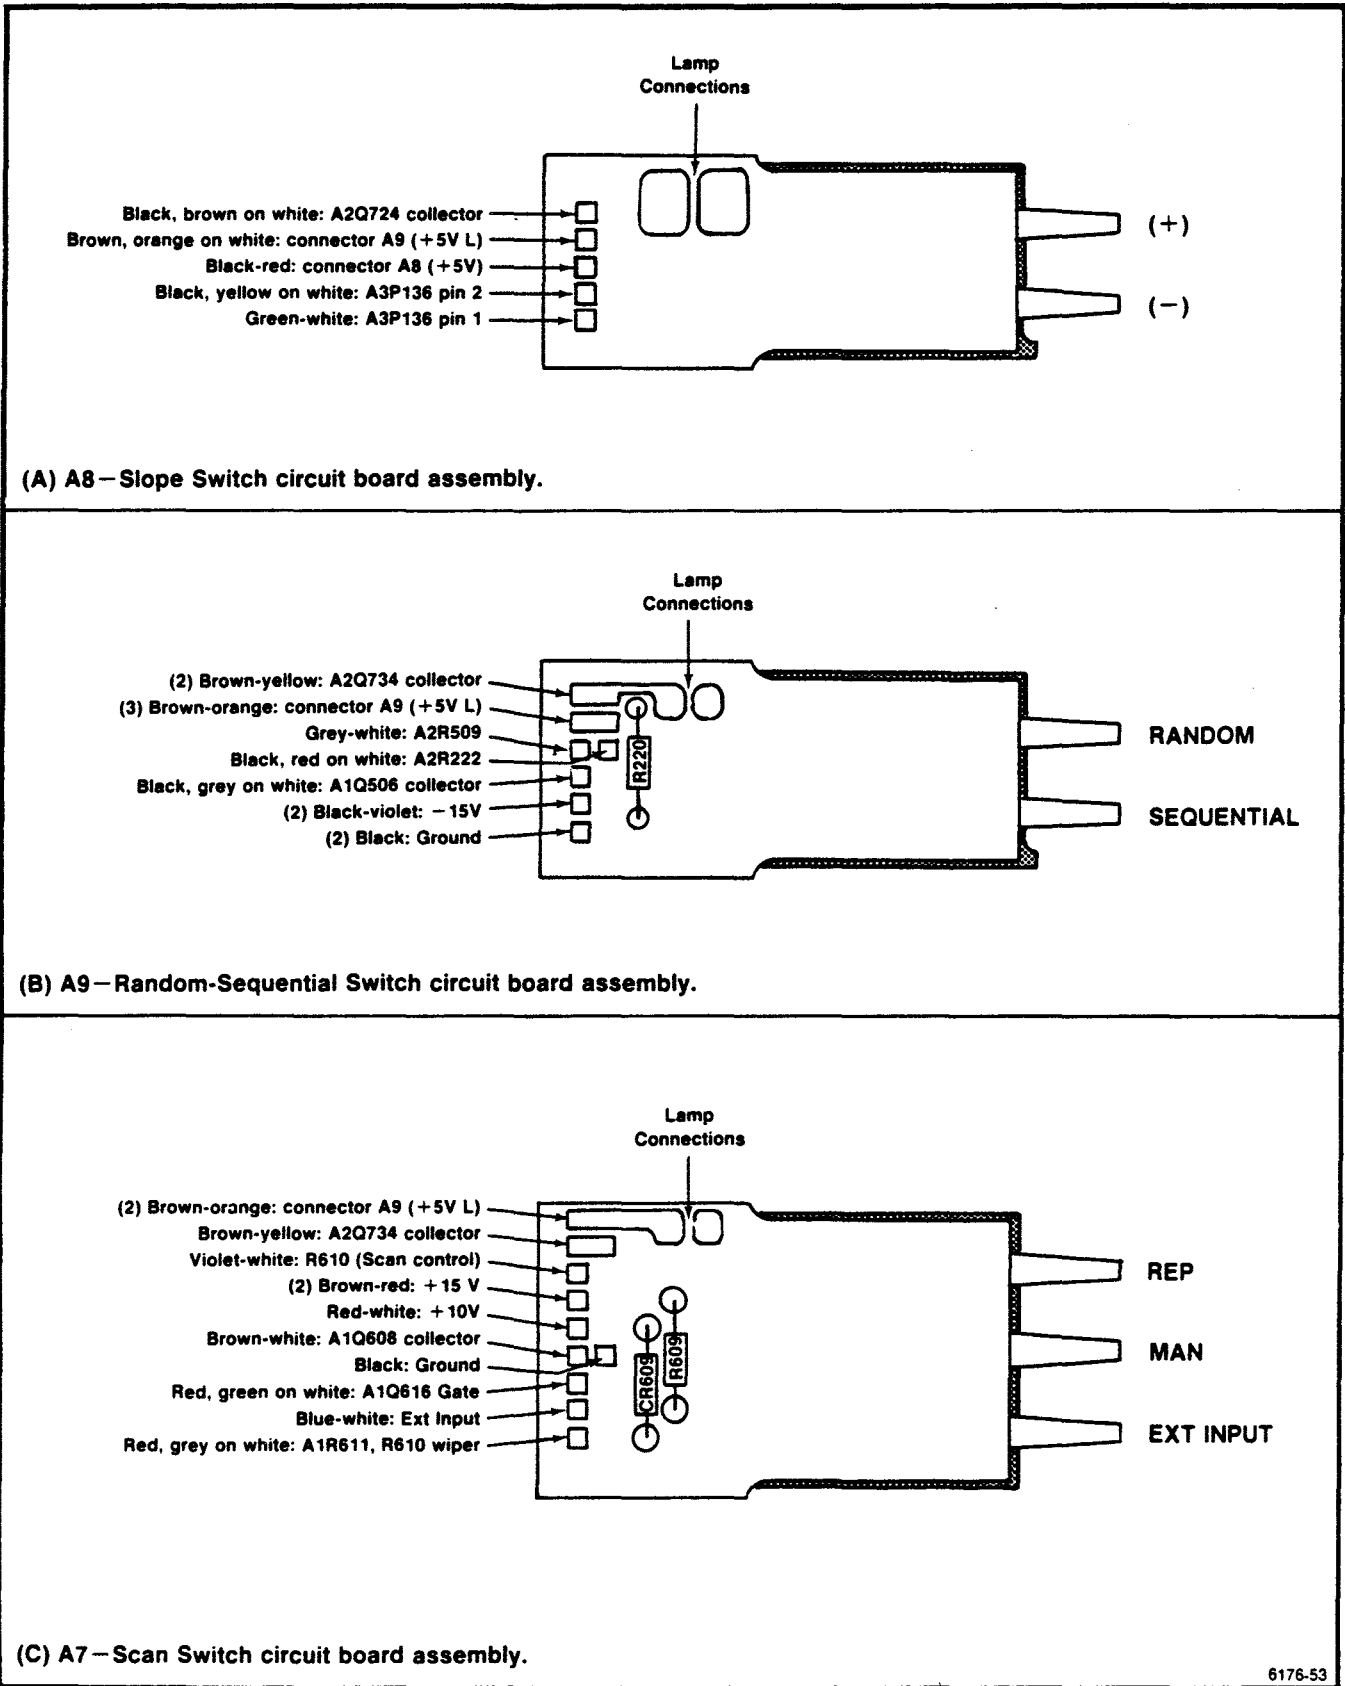 Lamp
Connections
Black, brown on white: A2Q724 collector
Brown, orange on white: connector A9 (+5V L)
Black-red: connector A8 (+5V)
Black, yellow on white: A3P136 pin 2
Green-white: A3P136 pin 1
(+)
(−)
(A) A8—Slope Switch circuit board assembly.
Lamp
Connections
(2) Brown-yellow: A2Q734 collector
(3) Brown-orange: connector A9 (+5V L)
Grey-white: A2R509
Black, red on white: A2R222
Black, grey on white: A1Q506 collector
(2) Black-violet: −15V
(2) Black: Ground
R220
RANDOM
SEQUENTIAL
(B) A9—Random-Sequential Switch circuit board assembly.
Lamp
Connections
(2) Brown-orange: connector A9 (+5V L)
Brown-yellow: A2Q734 collector
Violet-white: R610 (Scan control)
(2) Brown-red: +15 V
Red-white: +10V
Brown-white: A1Q608 collector
Black: Ground
Red, green on white: A1Q616 Gate
Blue-white: Ext Input
Red, grey on white: A1R611, R610 wiper
CR609
R609
REP
MAN
EXT INPUT
(C) A7—Scan Switch circuit board assembly.
6176-53